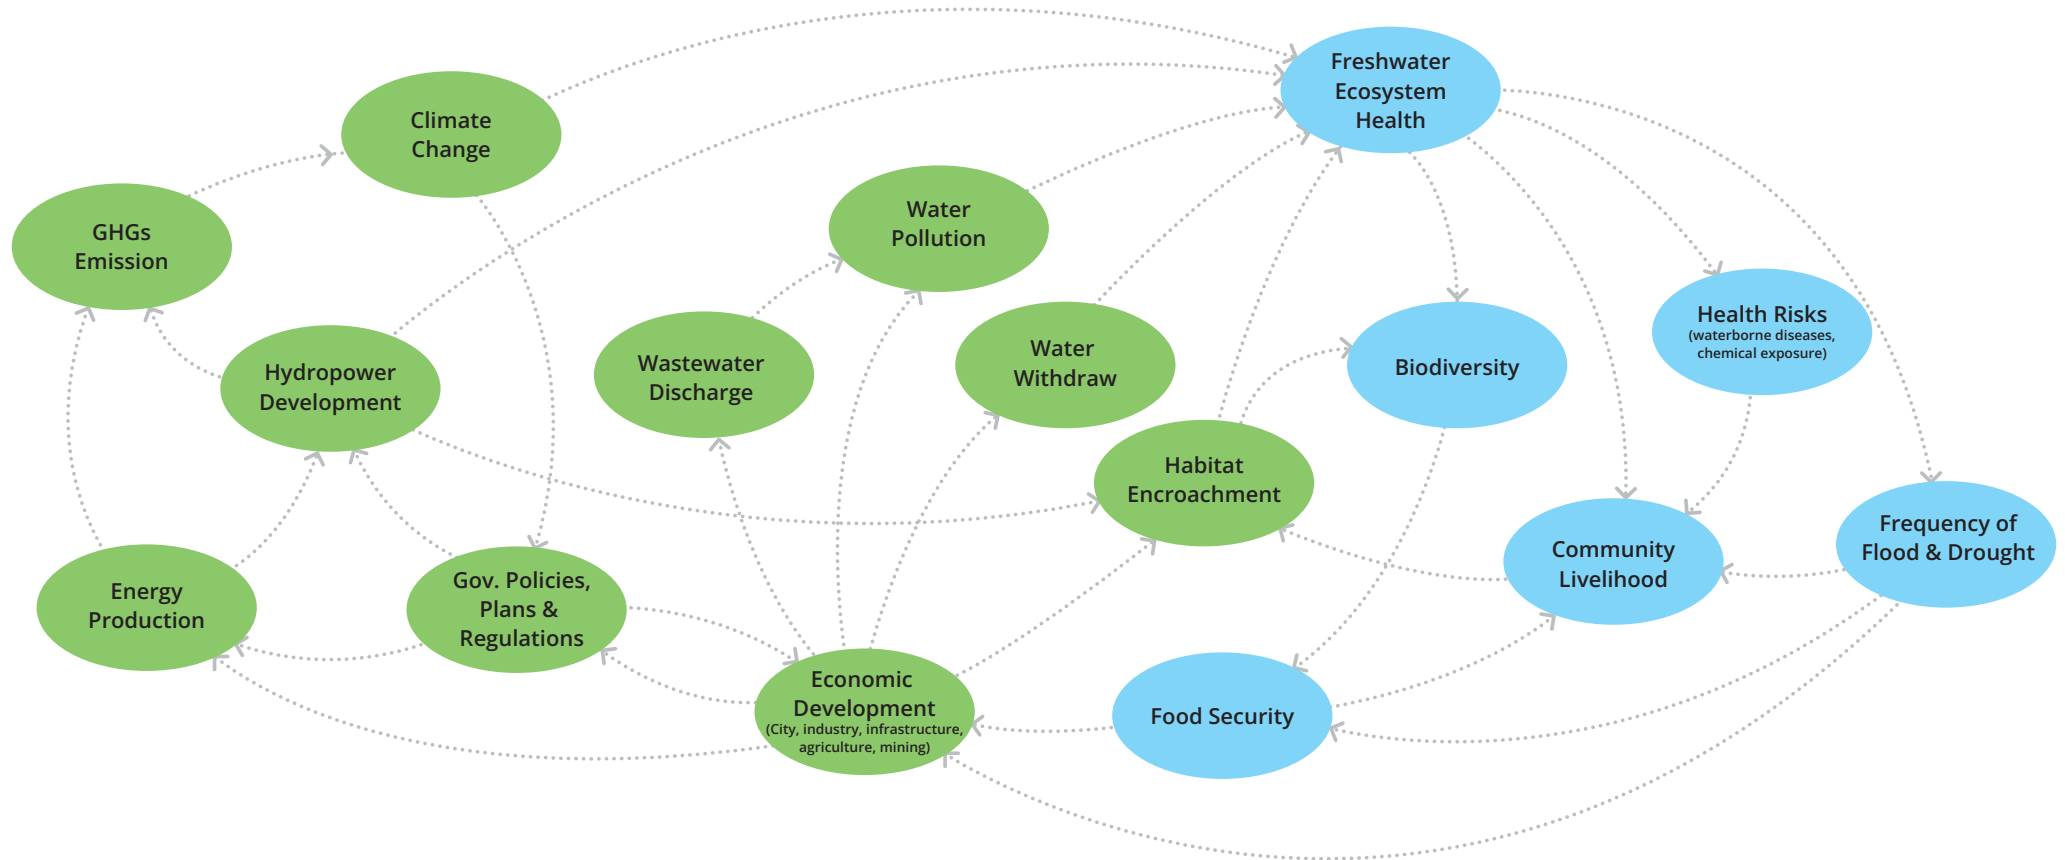 Freshwater
Ecosystem
Health
Climate
Change
GHGs
Emission
Water
Pollution
Hydropower
Development
Wastewater
Discharge
Water
Withdraw
Biodiversity
Health Risks
(waterborne diseases,
chemical exposure)
Habitat
Encroachment
Energy
Production
Gov. Policies,
Plans &
Regulations
Community
Livelihood
Frequency of
Flood & Drought
Economic
Development
(City, industry, infrastructure,
agriculture, mining)
Food Security